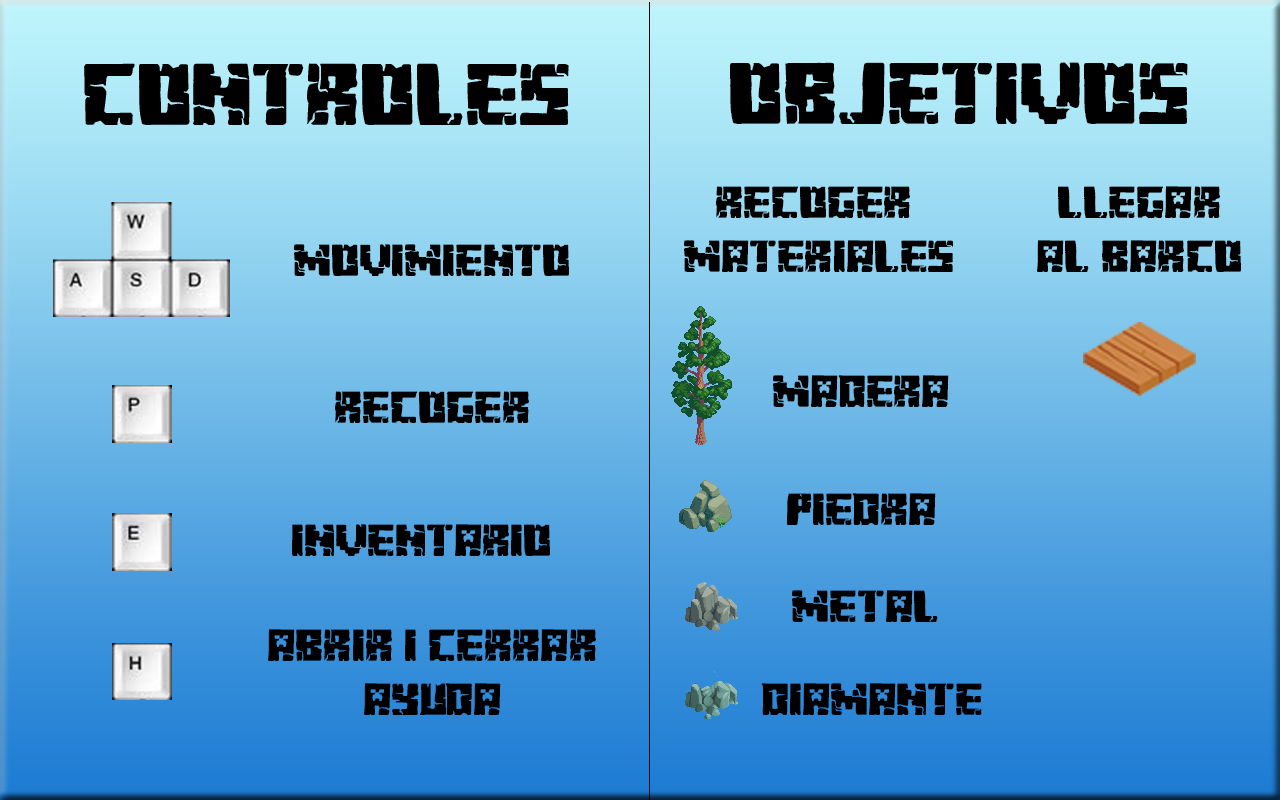 CONTROLES
W
A S D
MOVIMIENTO
P
RECOGER
E
INVENTARIO
H
ABRIR I CERRAR
AYUDA
OBJETIVOS
RECOGER
MATERIALES
MADERA
PIEDRA
METAL
DIAMANTE
LLEGAR
AL BARCO